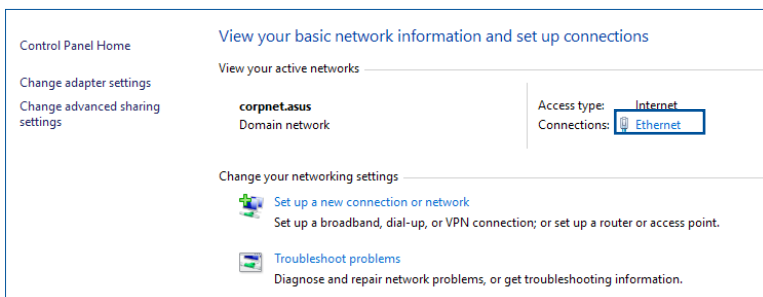 Control Panel Home
Change adapter settings
Change advanced sharing
settings
View your basic network information and set up connections
View your active networks
corpnet.asus
Domain network
Access type: Internet
Connections: Ethernet
Change your networking settings
Set up a new connection or network
Set up a broadband, dial-up, or VPN connection; or set up a router or access point.
Troubleshoot problems
Diagnose and repair network problems, or get troubleshooting information.